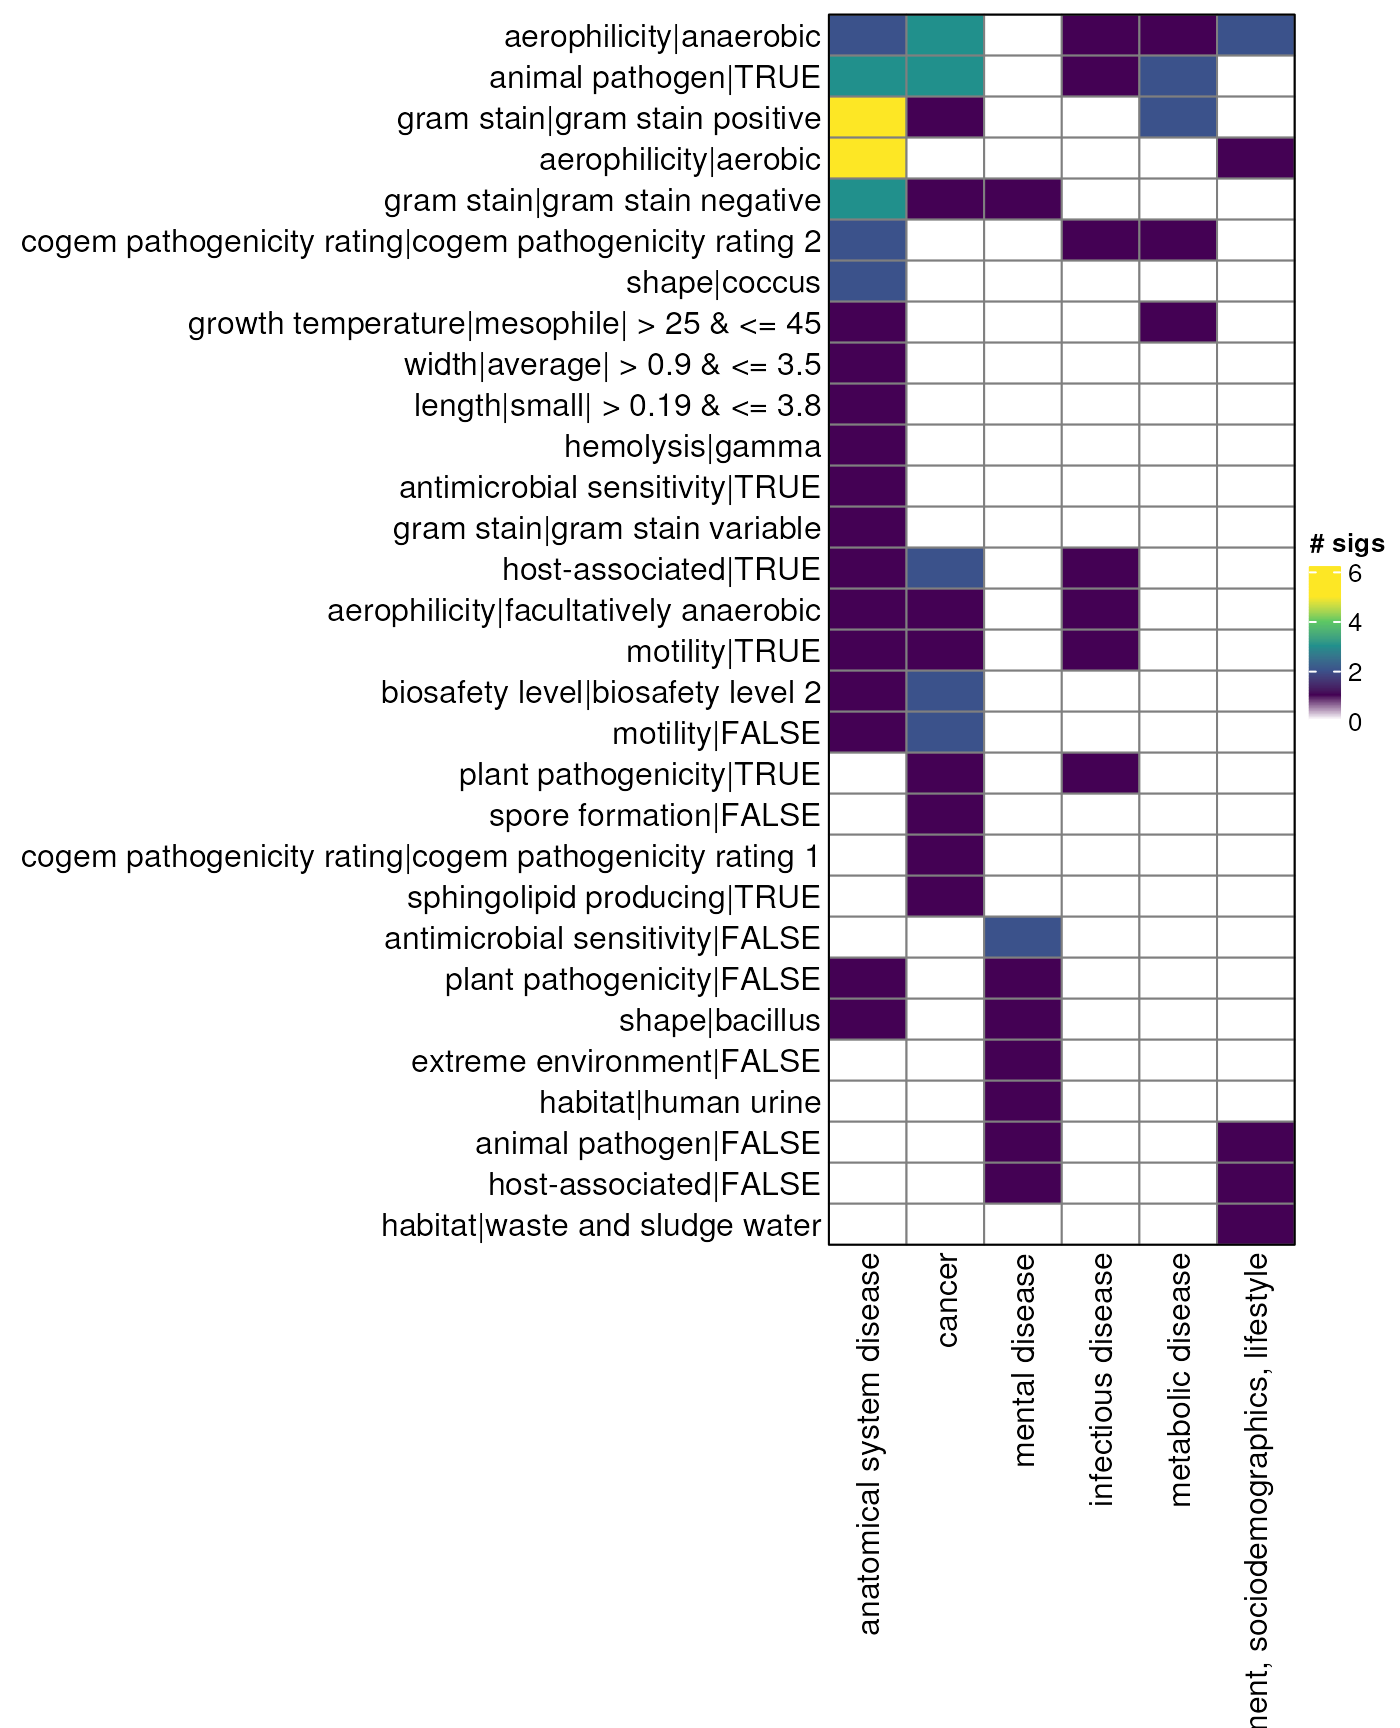 aerophilicity|anaerobic
animal pathogen|TRUE
gram stain|gram stain positive
aerophilicity|aerobic
gram stain|gram stain negative
cogem pathogenicity rating|cogem pathogenicity rating 2
shape|coccus
growth temperature|mesophile| > 25 & <= 45
width|average| > 0.9 & <= 3.5
length|small| > 0.19 & <= 3.8
hemolysis|gamma
antimicrobial sensitivity|TRUE
gram stain|gram stain variable
host-associated|TRUE
aerophilicity|facultatively anaerobic
motility|TRUE
biosafety level|biosafety level 2
motility|FALSE
plant pathogenicity|TRUE
spore formation|FALSE
cogem pathogenicity rating|cogem pathogenicity rating 1
sphingolipid producing|TRUE
antimicrobial sensitivity|FALSE
plant pathogenicity|FALSE
shape|bacillus
extreme environment|FALSE
habitat|human urine
animal pathogen|FALSE
host-associated|FALSE
habitat|waste and sludge water
# sigs
6
4
2
0
anatomical system disease
cancer
mental disease
infectious disease
metabolic disease
sociodemographics, lifestyle